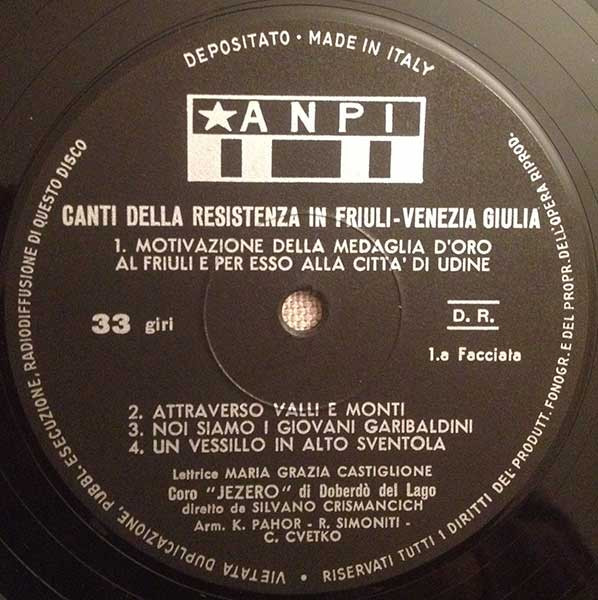 DEPOSITATO · MADE IN ITALY
★ANPI
CANTI DELLA RESISTENZA IN FRIULI-VENEZIA GIULIA
1. MOTIVAZIONE DELLA MEDAGLIA D'ORO
AL FRIULI E PER ESSO ALLA CITTA' DI UDINE
33 giri
D. R.
1.a Facciata
2. ATTRAVERSO VALLI E MONTI
3. NOI SIAMO I GIOVANI GARIBALDINI
4. UN VESSILLO IN ALTO SVENTOLA
Lettrice MARIA GRAZIA CASTIGLIONE
Coro "JEZERO" di Doberdò del Lago
diretto da SILVANO CRISMANCICH
Arm. K. PAHOR - R. SIMONITI -
C. CVETKO
VIETATA DUPLICAZIONE, PUBBL. ESECUZIONE, RADIODIFFUSIONE DI QUESTO DISCO
RISERVATI TUTTI I DIRITTI DEL PRODUTT. FONOGR. E DEL PROPR. DELL'OPERA RIPROD.